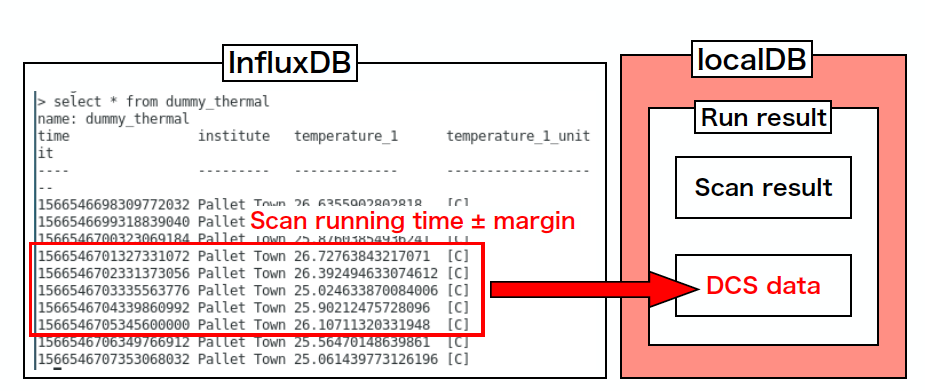 InfluxDB
> select * from dummy_thermal
name: dummy_thermal
time institute temperature_1 temperature_1_unit
it
---- --------- ------------- ------------------
--
1566546698309772032 Pallet Town 26.6355902802818 [C]
1566546699318839040 Pallet Town
Scan running time ± margin
1566546700323069184 Pallet Town 25.8760385493624 [C]
1566546701327331072 Pallet Town 26.72763843217071 [C]
1566546702331373056 Pallet Town 26.392494633074612 [C]
1566546703335563776 Pallet Town 25.024633870084006 [C]
1566546704339860992 Pallet Town 25.90212475728096 [C]
1566546705345600000 Pallet Town 26.10711320331948 [C]
1566546706349766912 Pallet Town 25.56470148639861 [C]
1566546707353068032 Pallet Town 25.061439773126196 [C]
localDB
Run result
Scan result
DCS data